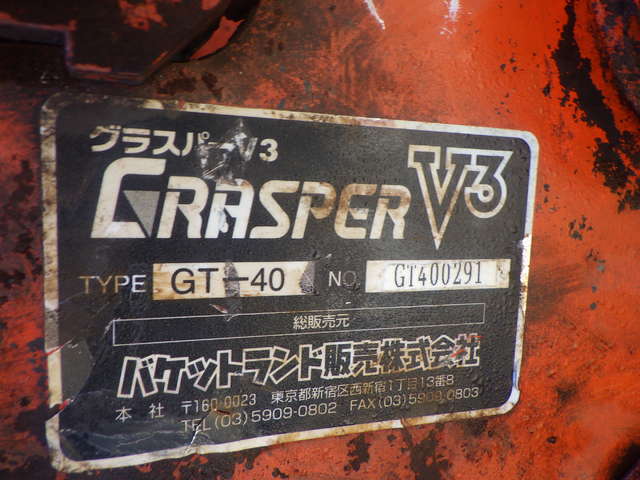 グラスパー V3
GRASPER V3
TYPE GT-40 NO. GT400291
総販売元
バケットランド販売株式会社
本社 〒160-0023 東京都新宿区西新宿1丁目13番8
TEL(03)5909-0802 FAX(03)5909-0803